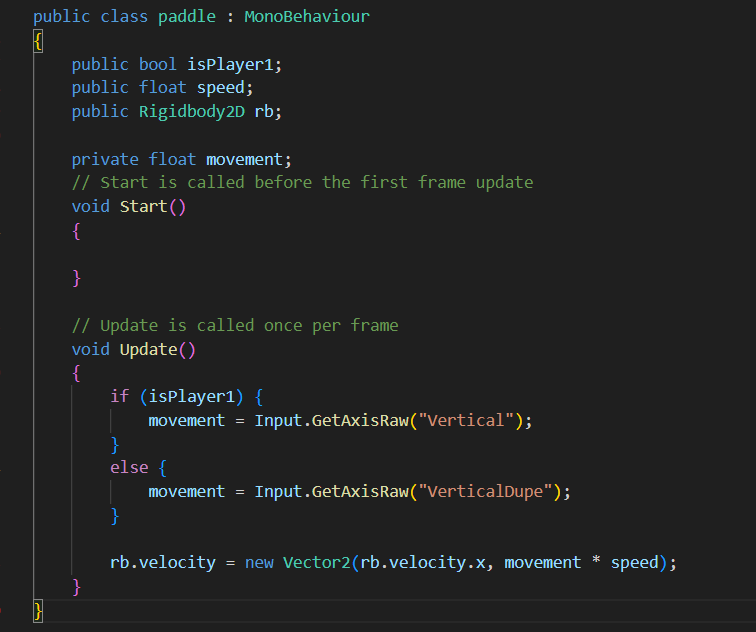 public class paddle : MonoBehaviour
{
    public bool isPlayer1;
    public float speed;
    public Rigidbody2D rb;

    private float movement;
    // Start is called before the first frame update
    void Start()
    {

    }

    // Update is called once per frame
    void Update()
    {
        if (isPlayer1) {
            movement = Input.GetAxisRaw("Vertical");
        }
        else {
            movement = Input.GetAxisRaw("VerticalDupe");
        }

        rb.velocity = new Vector2(rb.velocity.x, movement * speed);
    }
}